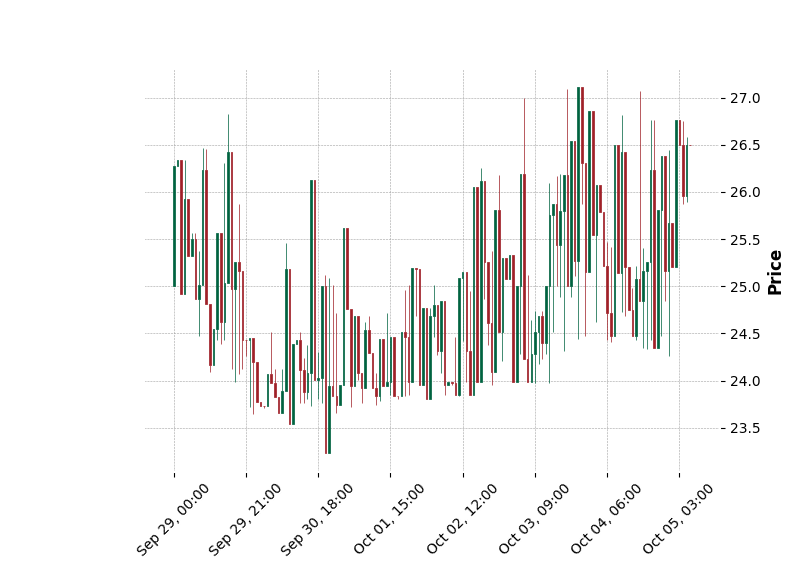 27.0
26.5
26.0
25.5
25.0
24.5
24.0
23.5
Price
Sep 29, 00:00
Sep 29, 21:00
Sep 30, 18:00
Oct 01, 15:00
Oct 02, 12:00
Oct 03, 09:00
Oct 04, 06:00
Oct 05, 03:00